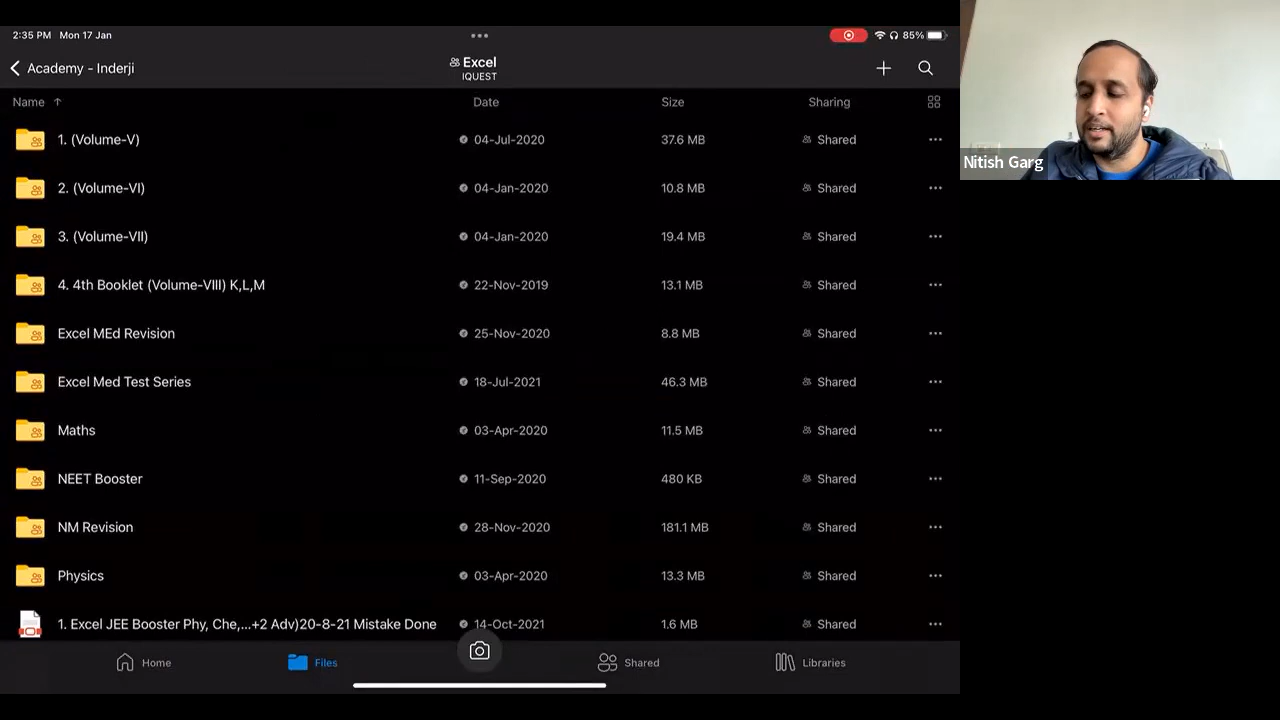 2:35 PM Mon 17 Jan
85%
Academy - Inderji
Excel
IQUEST
Name Date Size Sharing
1. (Volume-V) 04-Jul-2020 37.6 MB Shared
2. (Volume-VI) 04-Jan-2020 10.8 MB Shared
3. (Volume-VII) 04-Jan-2020 19.4 MB Shared
4. 4th Booklet (Volume-VIII) K,L,M 22-Nov-2019 13.1 MB Shared
Excel MEd Revision 25-Nov-2020 8.8 MB Shared
Excel Med Test Series 18-Jul-2021 46.3 MB Shared
Maths 03-Apr-2020 11.5 MB Shared
NEET Booster 11-Sep-2020 480 KB Shared
NM Revision 28-Nov-2020 181.1 MB Shared
Physics 03-Apr-2020 13.3 MB Shared
1. Excel JEE Booster Phy, Che,...+2 Adv)20-8-21 Mistake Done 14-Oct-2021 1.6 MB Shared
Home Files Shared Libraries
Nitish Garg